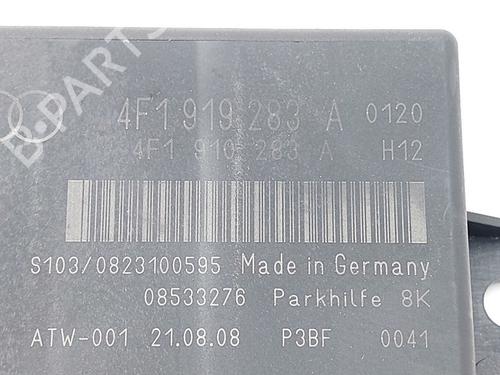 4F1 919 283 A 0120
4F1 910 283 A H12
S103/0823100595 Made in Germany
08533276 Parkhilfe 8K
ATW-001 21.08.08 P3BF 0041